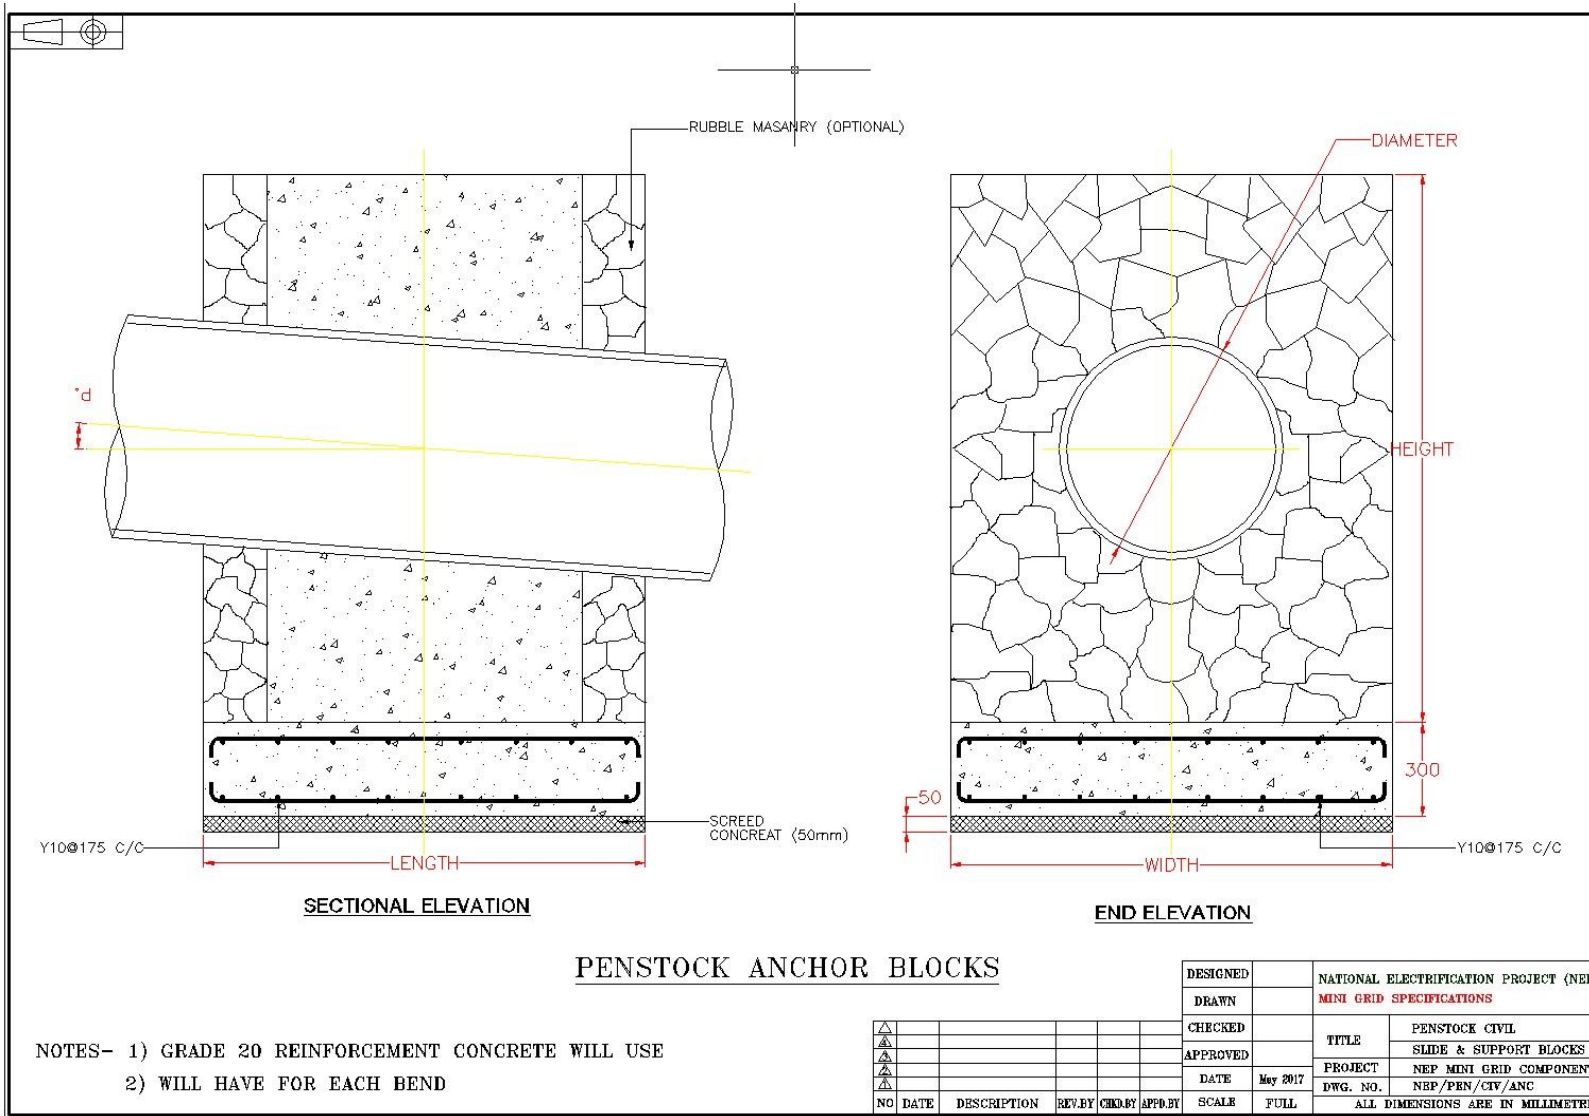 RUBBLE MASANRY (OPTIONAL)
DIAMETER
°d
HEIGHT
300
50
SCREED
CONCREAT (50mm)
Y10@175 C/C
LENGTH
WIDTH
Y10@175 C/C
SECTIONAL ELEVATION
END ELEVATION
PENSTOCK ANCHOR BLOCKS
NOTES- 1) GRADE 20 REINFORCEMENT CONCRETE WILL USE
2) WILL HAVE FOR EACH BEND
NO DATE DESCRIPTION REV.BY CHKD.BY APPD.BY
DESIGNED
DRAWN
CHECKED
APPROVED
DATE May 2017
SCALE FULL
NATIONAL ELECTRIFICATION PROJECT (NE
MINI GRID SPECIFICATIONS
TITLE PENSTOCK CIVIL
SLIDE & SUPPORT BLOCKS
PROJECT NEP MINI GRID COMPONEN
DWG. NO. NEP/PEN/CIV/ANC
ALL DIMENSIONS ARE IN MILLIMETE